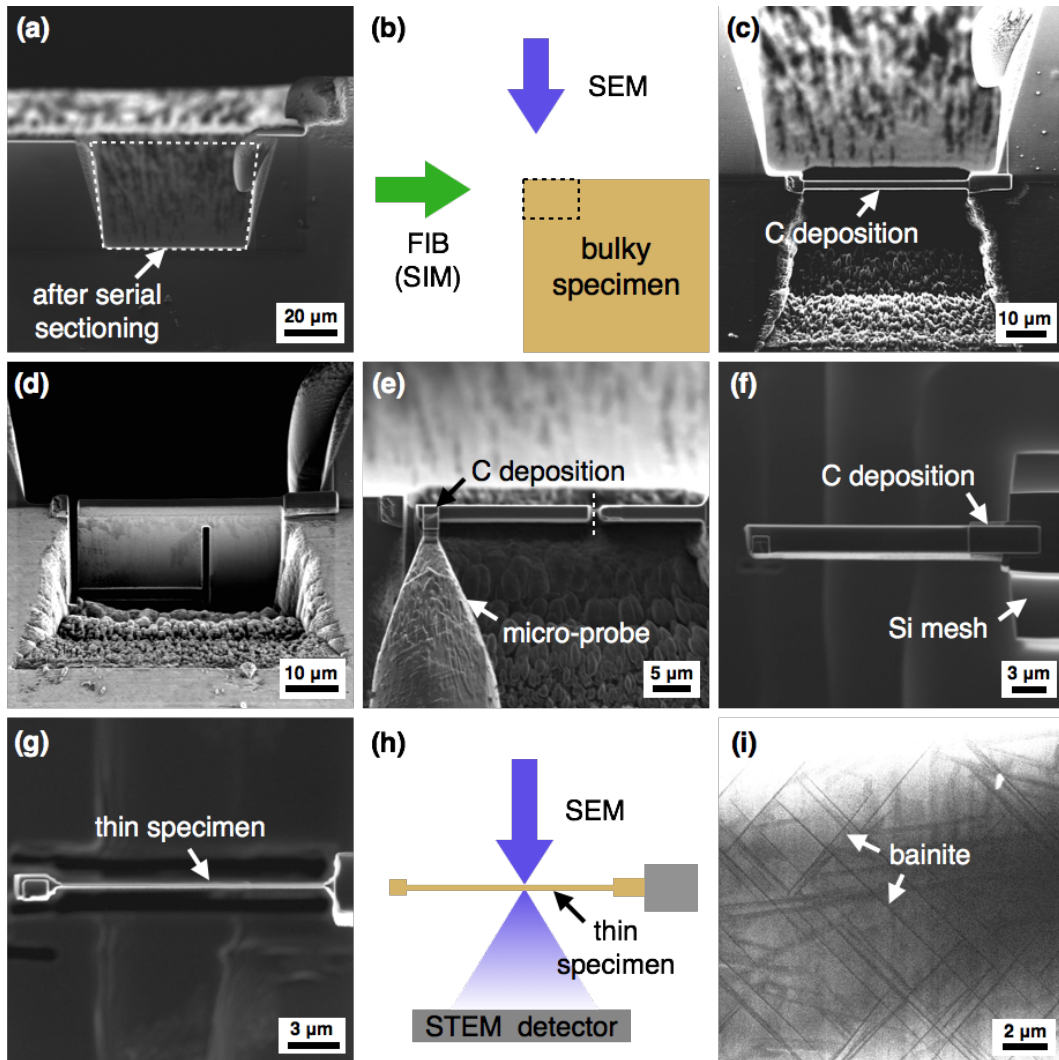 (a)
after serial
sectioning
20 µm
(b)
SEM
FIB
(SIM)
bulky
specimen
(c)
C deposition
10 µm
(d)
10 µm
(e)
C deposition
micro-probe
5 µm
(f)
C deposition
Si mesh
3 µm
(g)
thin specimen
3 µm
(h)
SEM
thin
specimen
STEM detector
(i)
bainite
2 µm